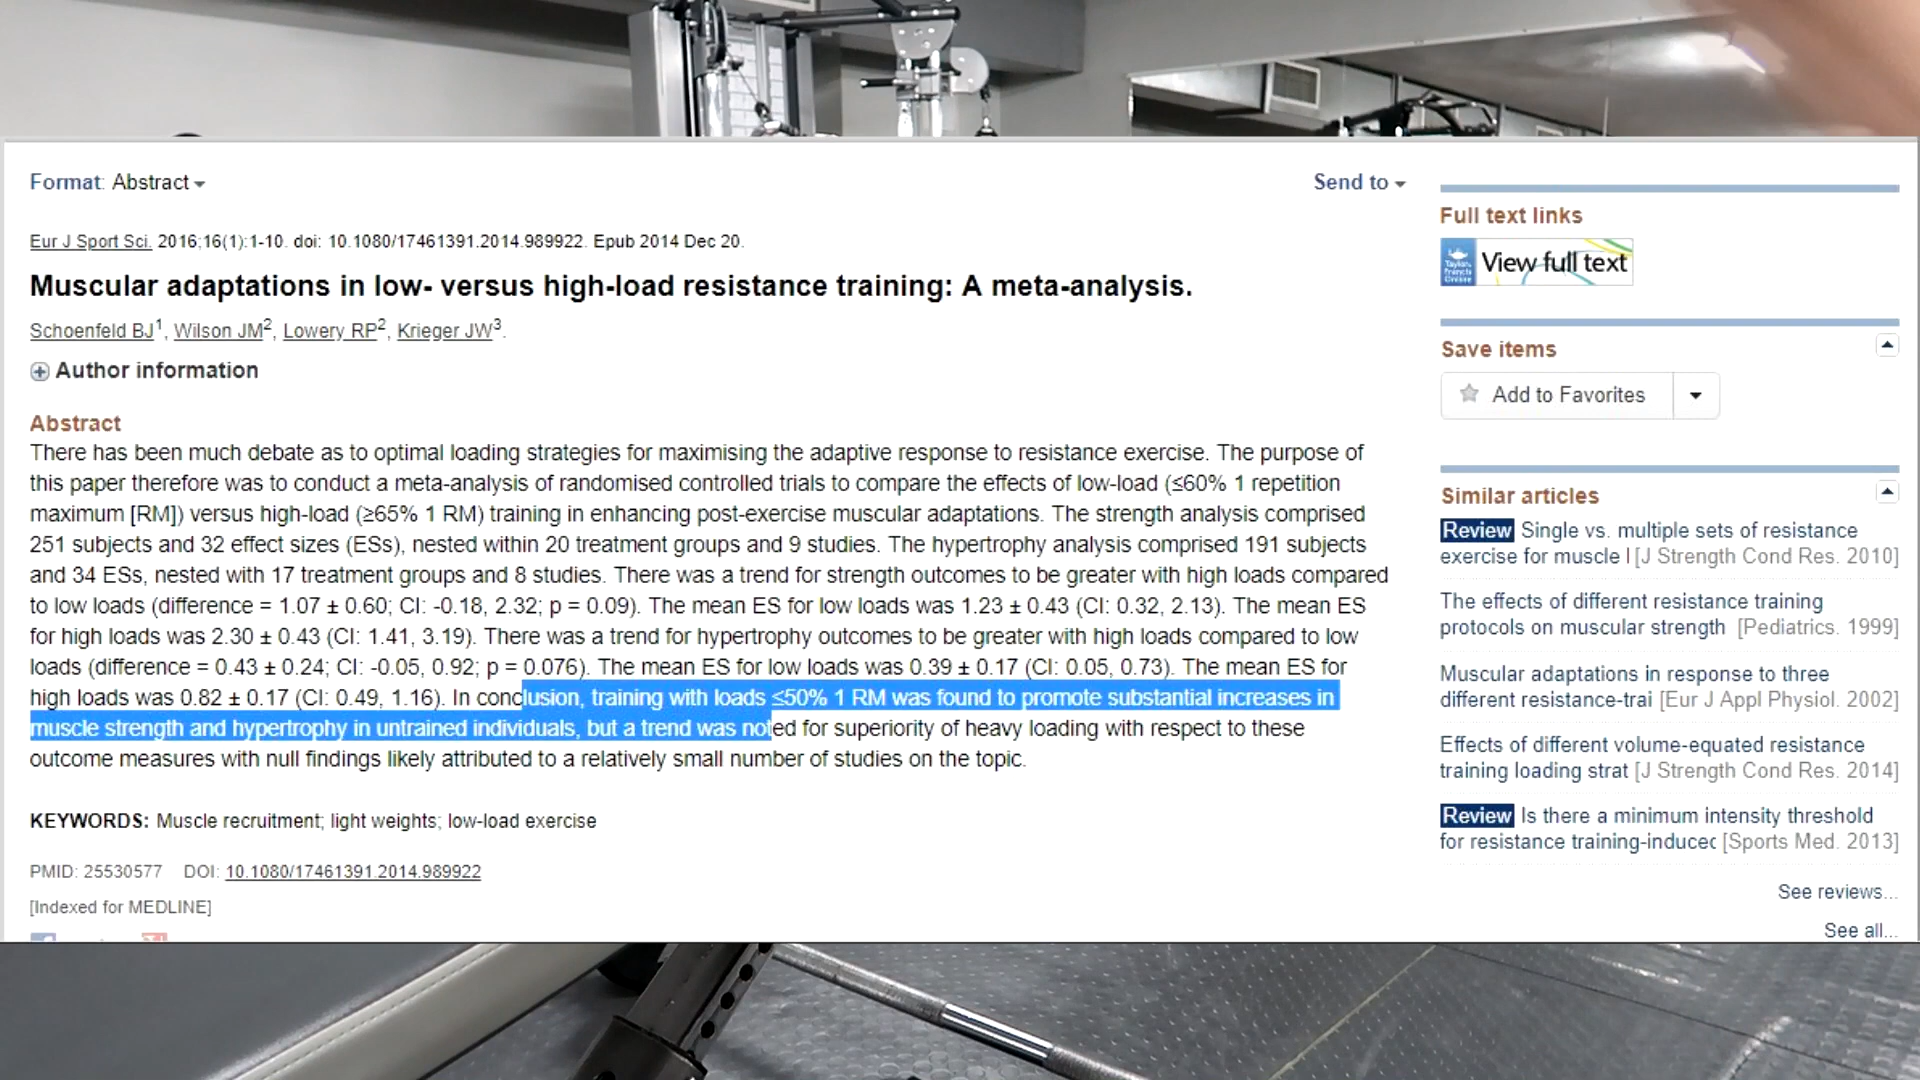 Format: Abstract
Send to
Eur J Sport Sci. 2016;16(1):1-10. doi: 10.1080/17461391.2014.989922. Epub 2014 Dec 20.
Muscular adaptations in low- versus high-load resistance training: A meta-analysis.
Schoenfeld BJ1, Wilson JM2, Lowery RP2, Krieger JW3.
Author information
Abstract
There has been much debate as to optimal loading strategies for maximising the adaptive response to resistance exercise. The purpose of
this paper therefore was to conduct a meta-analysis of randomised controlled trials to compare the effects of low-load (≤60% 1 repetition
maximum [RM]) versus high-load (≥65% 1 RM) training in enhancing post-exercise muscular adaptations. The strength analysis comprised
251 subjects and 32 effect sizes (ESs), nested within 20 treatment groups and 9 studies. The hypertrophy analysis comprised 191 subjects
and 34 ESs, nested with 17 treatment groups and 8 studies. There was a trend for strength outcomes to be greater with high loads compared
to low loads (difference = 1.07 ± 0.60; CI: -0.18, 2.32; p = 0.09). The mean ES for low loads was 1.23 ± 0.43 (CI: 0.32, 2.13). The mean ES
for high loads was 2.30 ± 0.43 (CI: 1.41, 3.19). There was a trend for hypertrophy outcomes to be greater with high loads compared to low
loads (difference = 0.43 ± 0.24; CI: -0.05, 0.92; p = 0.076). The mean ES for low loads was 0.39 ± 0.17 (CI: 0.05, 0.73). The mean ES for
high loads was 0.82 ± 0.17 (CI: 0.49, 1.16). In conclusion, training with loads ≤50% 1 RM was found to promote substantial increases in
muscle strength and hypertrophy in untrained individuals, but a trend was noted for superiority of heavy loading with respect to these
outcome measures with null findings likely attributed to a relatively small number of studies on the topic.
KEYWORDS: Muscle recruitment; light weights; low-load exercise
PMID: 25530577 DOI: 10.1080/17461391.2014.989922
[Indexed for MEDLINE]
Full text links
Taylor Francis Online
View full text
Save items
Add to Favorites
Similar articles
Review Single vs. multiple sets of resistance
exercise for muscle [J Strength Cond Res. 2010]
The effects of different resistance training
protocols on muscular strength [Pediatrics. 1999]
Muscular adaptations in response to three
different resistance-trai [Eur J Appl Physiol. 2002]
Effects of different volume-equated resistance
training loading strat [J Strength Cond Res. 2014]
Review Is there a minimum intensity threshold
for resistance training-induced [Sports Med. 2013]
See reviews...
See all...